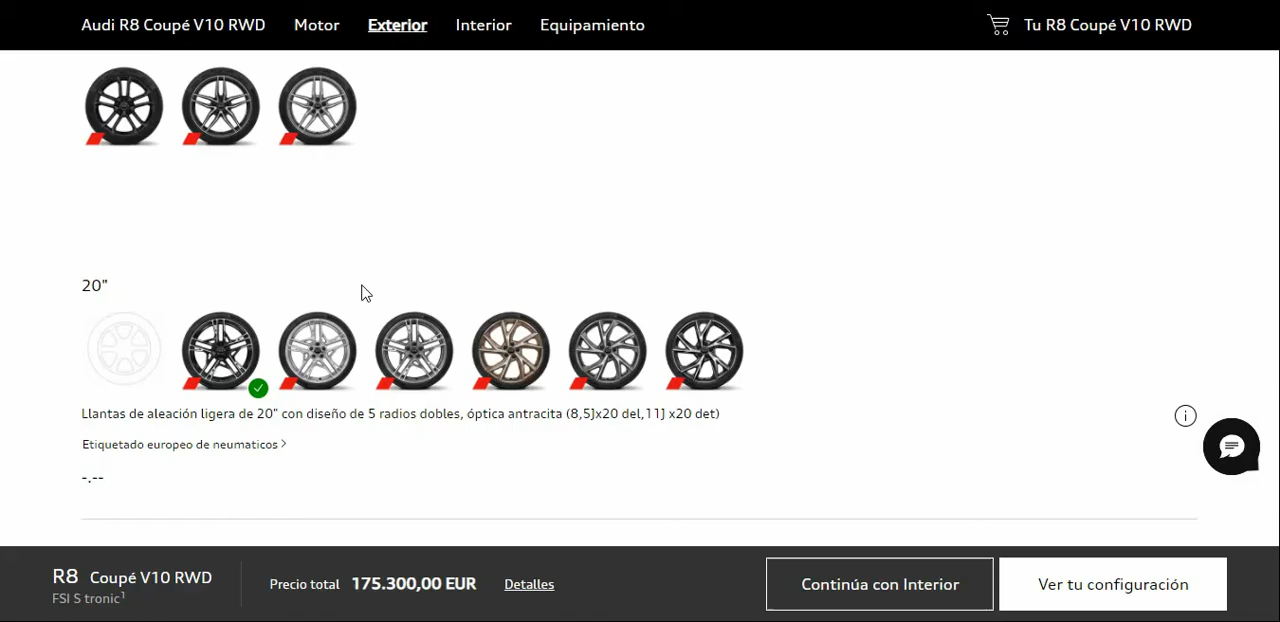 Audi R8 Coupé V10 RWD Motor Exterior Interior Equipamiento Tu R8 Coupé V10 RWD
20"
Llantas de aleación ligera de 20" con diseño de 5 radios dobles, óptica antracita (8,5Jx20 del,11J x20 det)
Etiquetado europeo de neumaticos >
-,--
R8 Coupé V10 RWD
FSI S tronic¹
Precio total 175.300,00 EUR Detalles
Continúa con Interior
Ver tu configuración